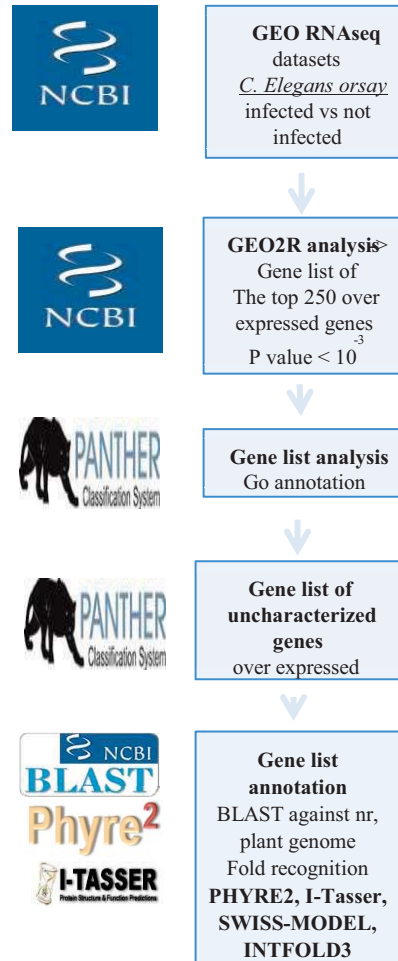 NCBI
GEO RNAseq
datasets
C. Elegans orsay
infected vs not
infected
NCBI
GEO2R analysis=>
Gene list of
The top 250 over
expressed genes
P value < 10⁻³
PANTHER
Classification System
Gene list analysis
Go annotation
PANTHER
Classification System
Gene list of
uncharacterized
genes
over expressed
NCBI
BLAST
Phyre²
I-TASSER
Protein Structure & Function Predictions
Gene list
annotation
BLAST against nr,
plant genome
Fold recognition
PHYRE2, I-Tasser,
SWISS-MODEL,
INTFOLD3